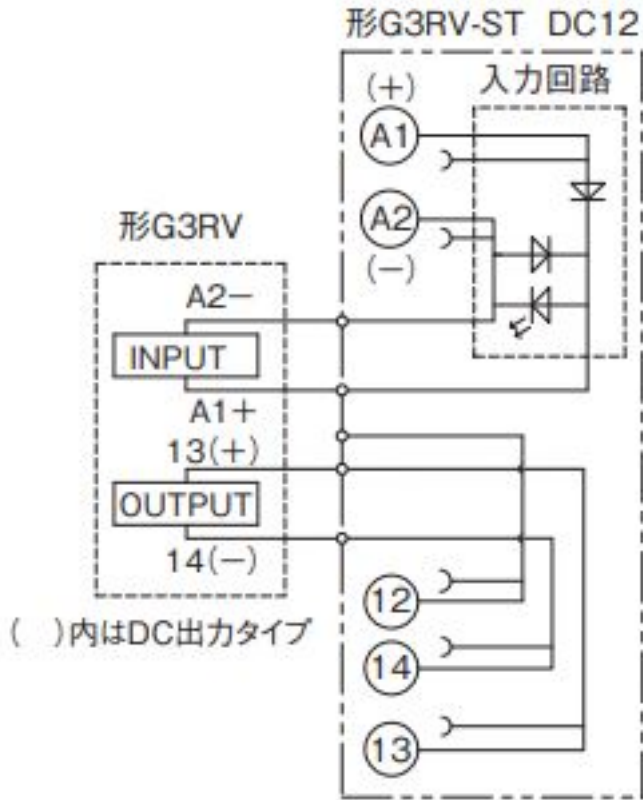 形G3RV-ST DC12
入力回路
(+)
A1
A2
(-)
形G3RV
A2-
INPUT
A1+
13(+)
OUTPUT
14(-)
( )内はDC出力タイプ
12
14
13